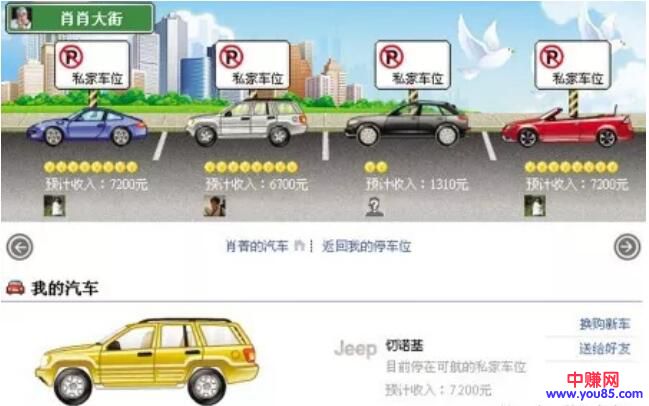 肖肖大街
私家车位
私家车位
私家车位
私家车位
预计收入：7200元
预计收入：6700元
预计收入：1310元
预计收入：7200元
肖菁的汽车
返回我的停车位
我的汽车
换购新车
Jeep 切诺基
送给好友
目前停在可航的私家车位
预计收入：7200元
中赚网
www.you85.com